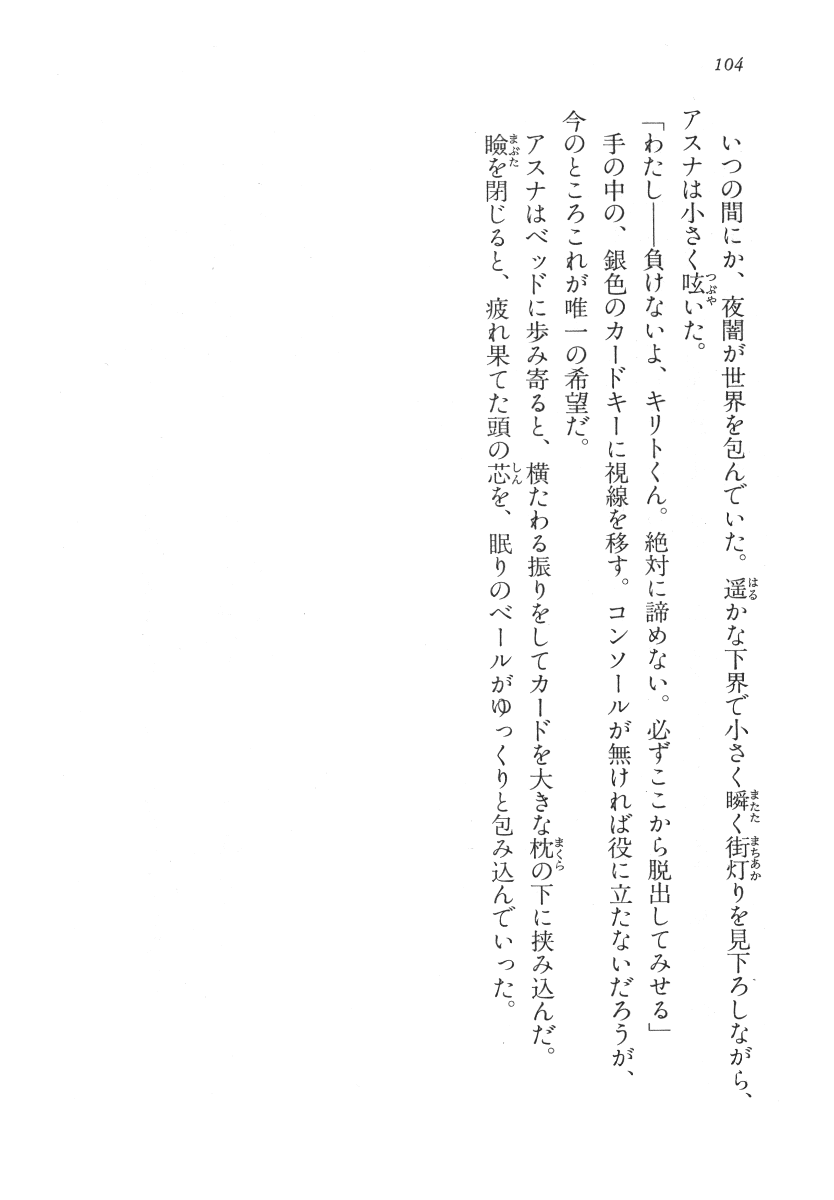 104
いつの間にか、夜闇が世界を包んでいた。遥かな下界で小さく瞬く街灯りを見下ろしながら、
アスナは小さく呟いた。
「わたし——負けないよ、キリトくん。絶対に諦めない。必ずここから脱出してみせる」
手の中の、銀色のカードキーに視線を移す。コンソールが無ければ役に立たないだろうが、
今のところこれが唯一の希望だ。
アスナはベッドに歩み寄ると、横たわる振りをしてカードを大きな枕の下に挟み込んだ。
瞼を閉じると、疲れ果てた頭の芯を、眠りのベールがゆっくりと包み込んでいった。